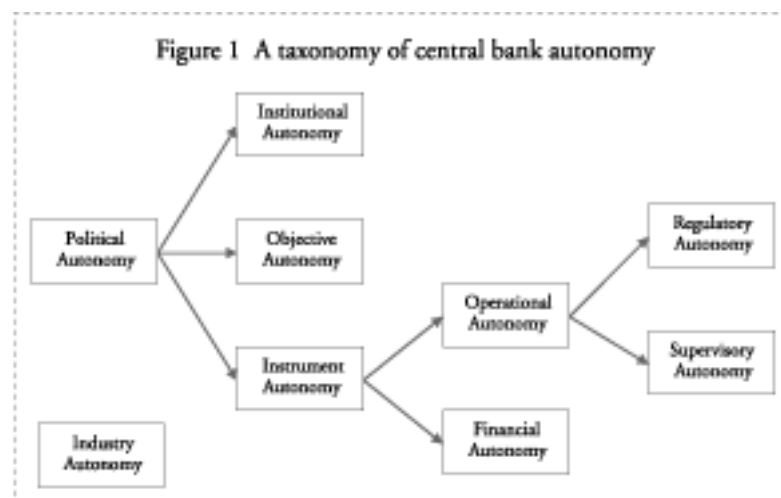 Figure 1 A taxonomy of central bank autonomy
Institutional
Autonomy
Political
Autonomy
Objective
Autonomy
Regulatory
Autonomy
Operational
Autonomy
Instrument
Autonomy
Supervisory
Autonomy
Industry
Autonomy
Financial
Autonomy